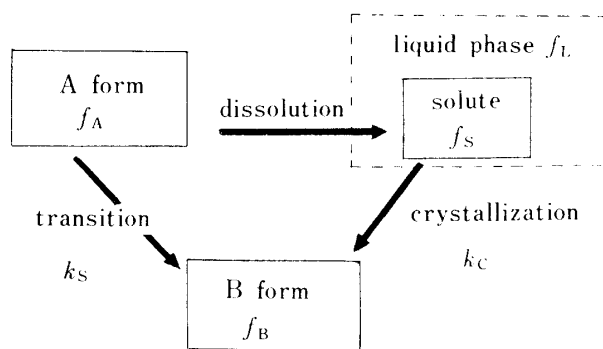 liquid phase f_L
A form
f_A
dissolution
solute
f_S
transition
k_S
crystallization
k_C
B form
f_B